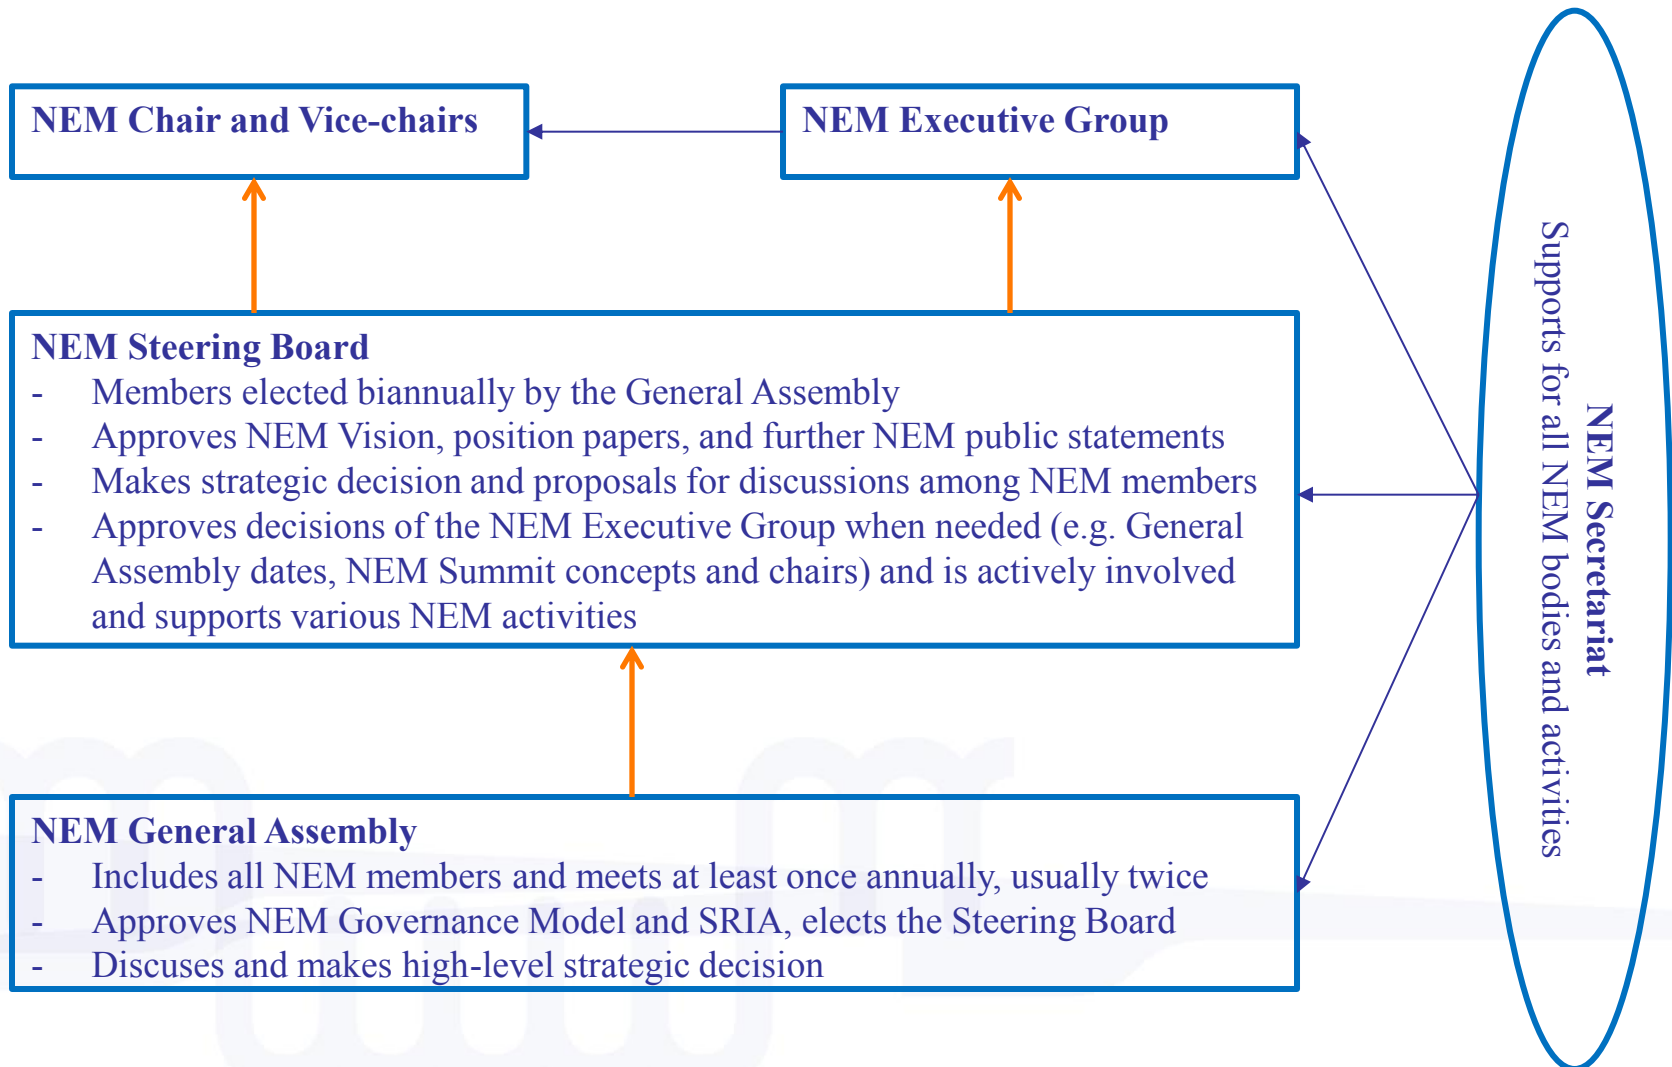 NEM Chair and Vice-chairs
NEM Executive Group
NEM Steering Board
- Members elected biannually by the General Assembly
- Approves NEM Vision, position papers, and further NEM public statements
- Makes strategic decision and proposals for discussions among NEM members
- Approves decisions of the NEM Executive Group when needed (e.g. General
Assembly dates, NEM Summit concepts and chairs) and is actively involved
and supports various NEM activities
NEM General Assembly
- Includes all NEM members and meets at least once annually, usually twice
- Approves NEM Governance Model and SRIA, elects the Steering Board
- Discuses and makes high-level strategic decision
NEM Secretariat
Supports for all NEM bodies and activities